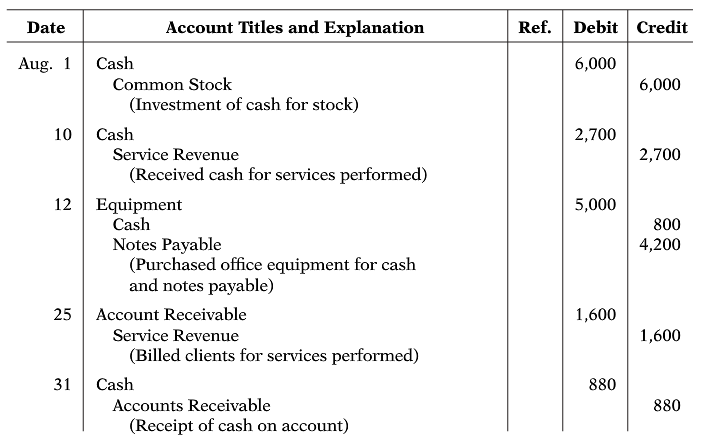 Date Account Titles and Explanation Ref. Debit Credit
Aug. 1 Cash 6,000
Common Stock 6,000
(Investment of cash for stock)
10 Cash 2,700
Service Revenue 2,700
(Received cash for services performed)
12 Equipment 5,000
Cash 800
Notes Payable 4,200
(Purchased office equipment for cash
and notes payable)
25 Account Receivable 1,600
Service Revenue 1,600
(Billed clients for services performed)
31 Cash 880
Accounts Receivable 880
(Receipt of cash on account)